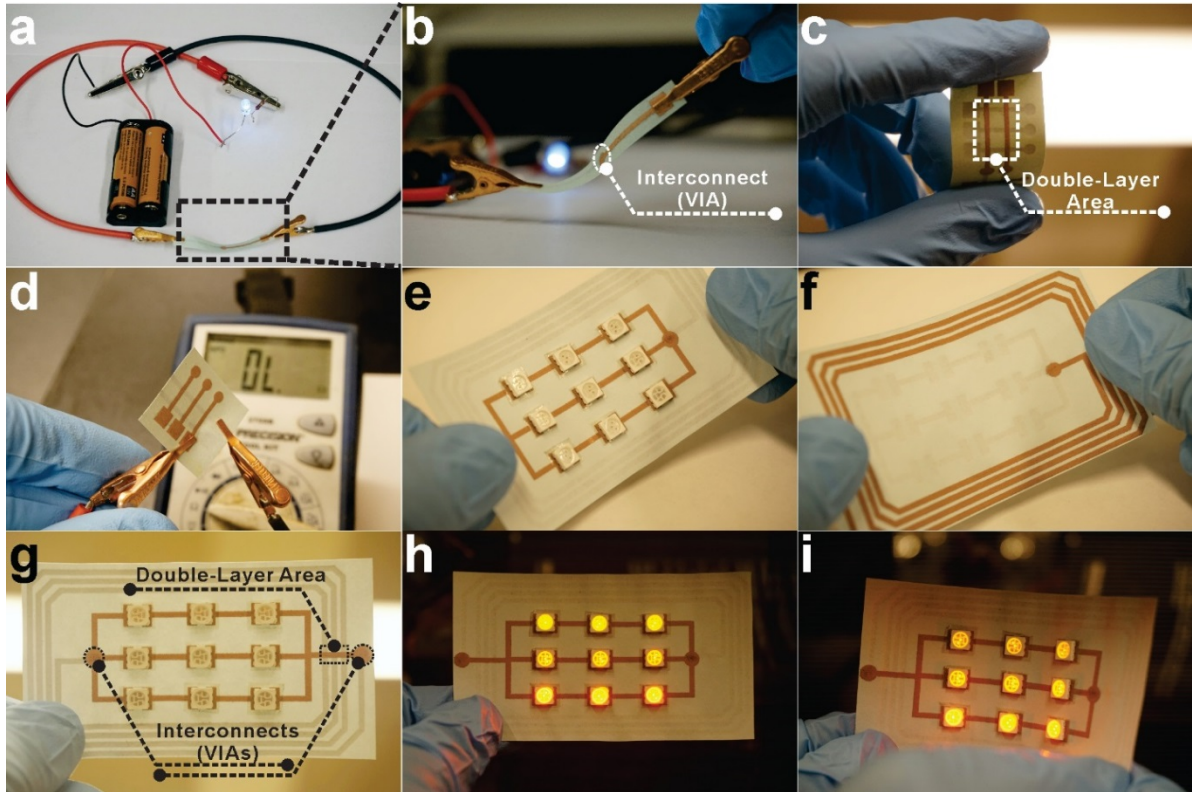 a
b
c
Interconnect
(VIA)
Double-Layer
Area
d
OL
PRECISION
e
f
g
Double-Layer Area
Interconnects
(VIAs)
h
i